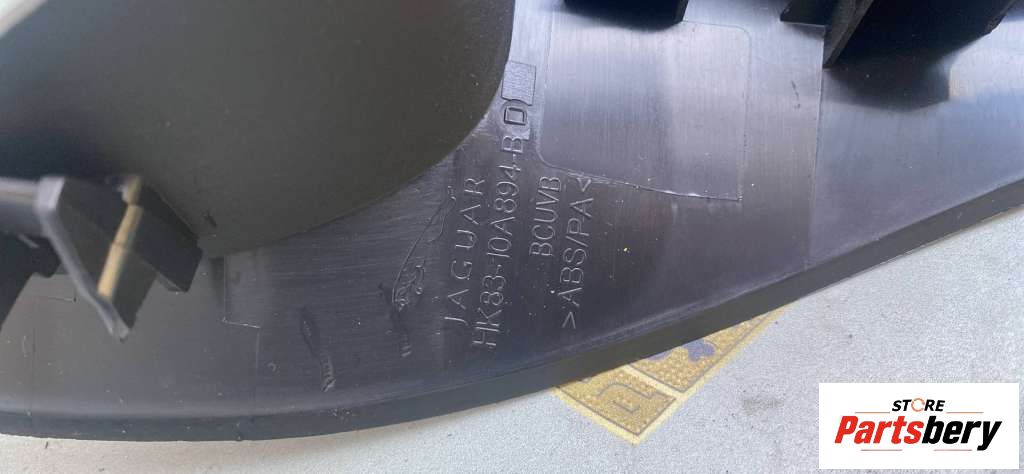 JAGUAR
HK83-10A894-BD
BCUVB
>ABS/PA<
STORE
Partsbery